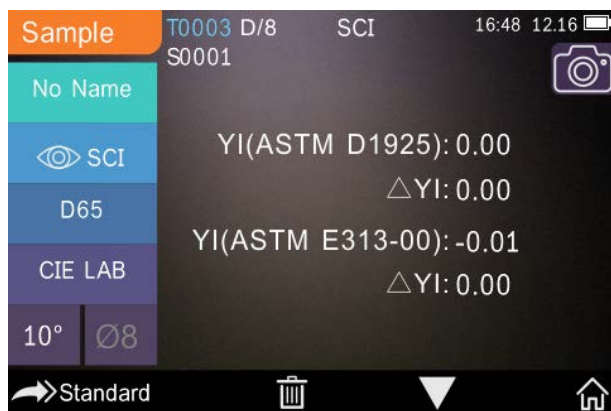 Sample
T0003 D/8 SCI 16:48 12.16
S0001
No Name
SCI
D65
CIE LAB
10° Ø8
YI(ASTM D1925): 0.00
△YI: 0.00
YI(ASTM E313-00): -0.01
△YI: 0.00
Standard